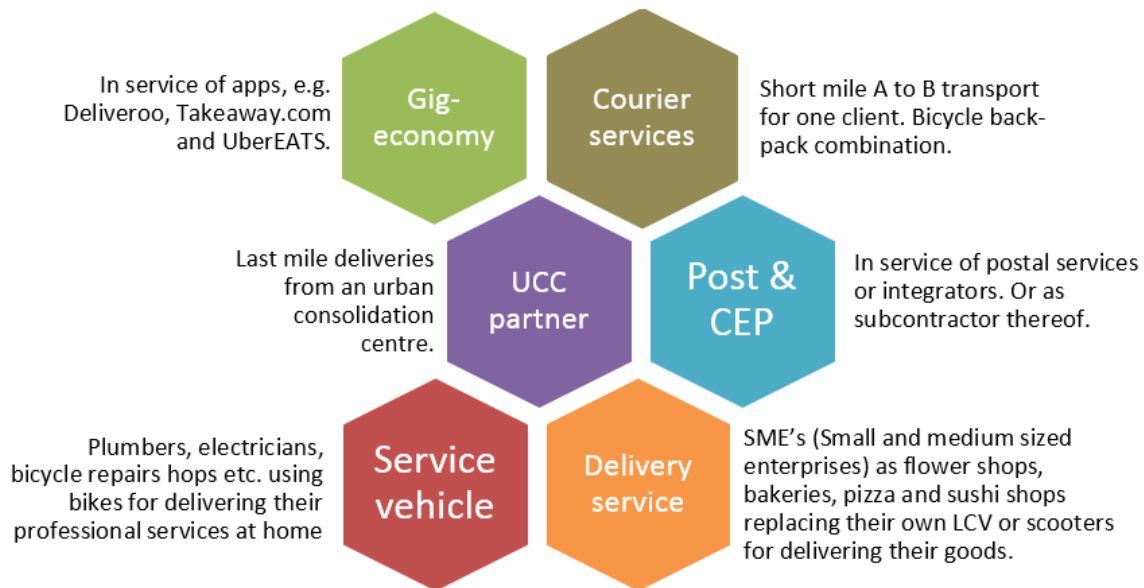 In service of apps, e.g.
Deliveroo, Takeaway.com
and UberEATS.
Gig-
economy
Courier
services
Short mile A to B transport
for one client. Bicycle back-
pack combination.
Last mile deliveries
from an urban
consolidation
centre.
UCC
partner
Post &
CEP
In service of postal services
or integrators. Or as
subcontractor thereof.
Plumbers, electricians,
bicycle repairs hops etc. using
bikes for delivering their
professional services at home
Service
vehicle
Delivery
service
SME's (Small and medium sized
enterprises) as flower shops,
bakeries, pizza and sushi shops
replacing their own LCV or scooters
for delivering their goods.